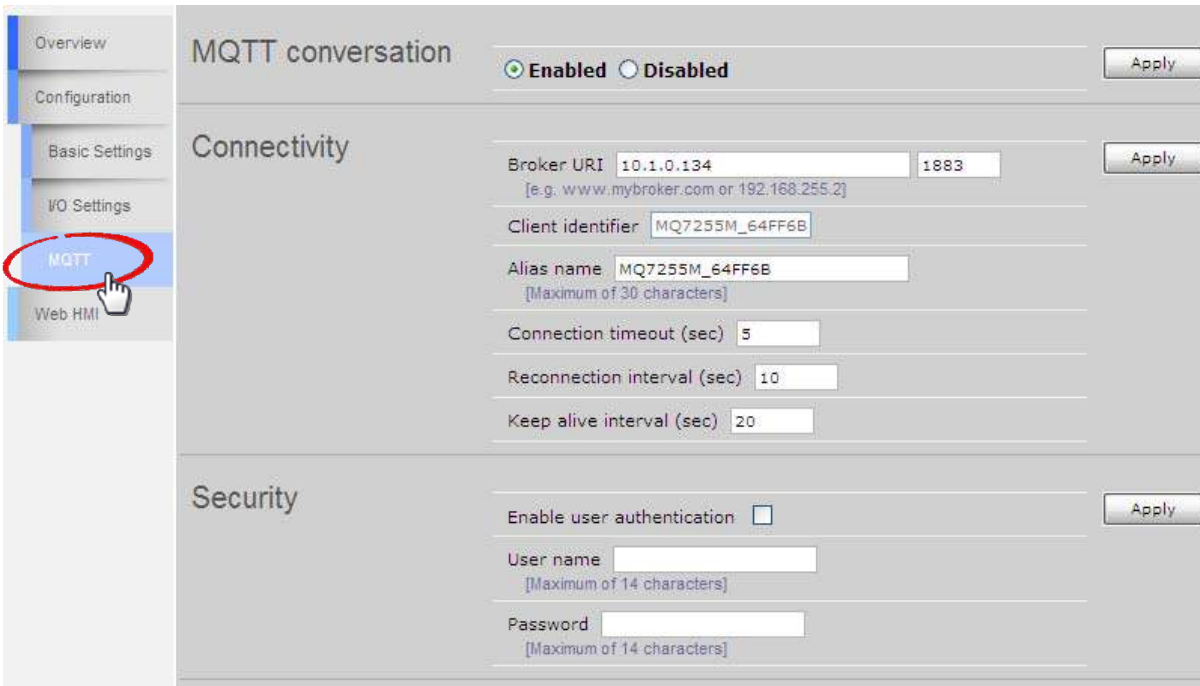 Overview
Configuration
Basic Settings
I/O Settings
MQTT
Web HMI
MQTT conversation
Enabled Disabled
Apply
Connectivity
Broker URI 10.1.0.134 1883
[e.g. www.mybroker.com or 192.168.255.2]
Apply
Client identifier MQ7255M_64FF6B
Alias name MQ7255M_64FF6B
[Maximum of 30 characters]
Connection timeout (sec) 5
Reconnection interval (sec) 10
Keep alive interval (sec) 20
Security
Enable user authentication
Apply
User name
[Maximum of 14 characters]
Password
[Maximum of 14 characters]